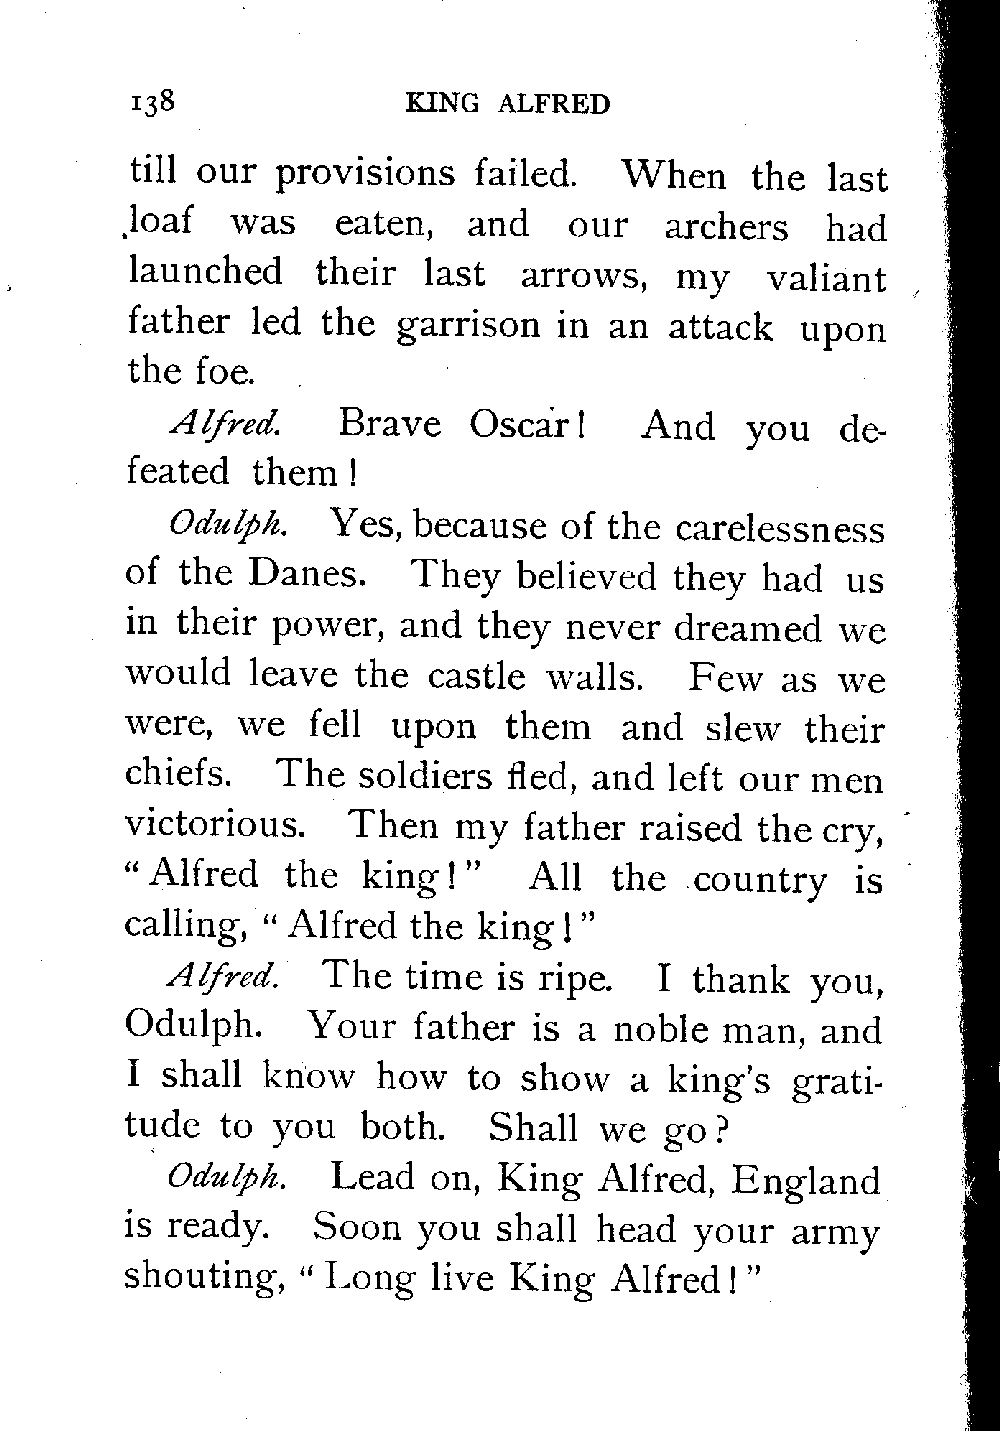 138 KING ALFRED
till our provisions failed. When the last
loaf was eaten, and our archers had
launched their last arrows, my valiant
father led the garrison in an attack upon
the foe.
Alfred. Brave Oscar! And you de-
feated them!
Odulph. Yes, because of the carelessness
of the Danes. They believed they had us
in their power, and they never dreamed we
would leave the castle walls. Few as we
were, we fell upon them and slew their
chiefs. The soldiers fled, and left our men
victorious. Then my father raised the cry,
“Alfred the king!” All the country is
calling, “Alfred the king!”
Alfred. The time is ripe. I thank you,
Odulph. Your father is a noble man, and
I shall know how to show a king's grati-
tude to you both. Shall we go?
Odulph. Lead on, King Alfred, England
is ready. Soon you shall head your army
shouting, “Long live King Alfred!”